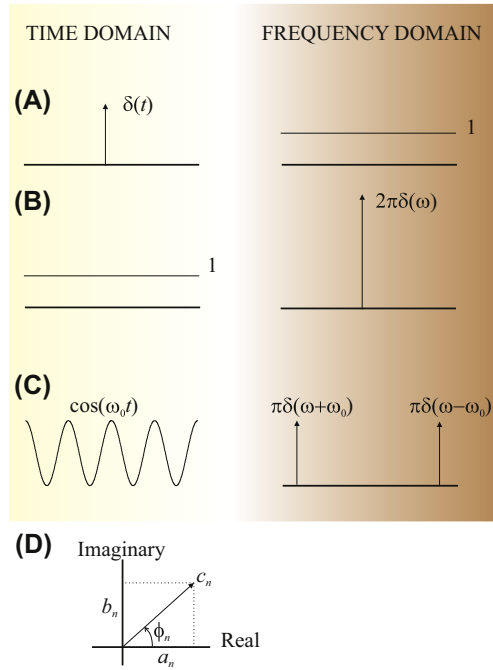 TIME DOMAIN FREQUENCY DOMAIN
(A)
δ(t)
1
(B)
2πδ(ω)
1
(C)
cos(ω₀t) πδ(ω+ω₀) πδ(ω−ω₀)
(D)
Imaginary
cₙ
bₙ
ϕₙ
Real
aₙ